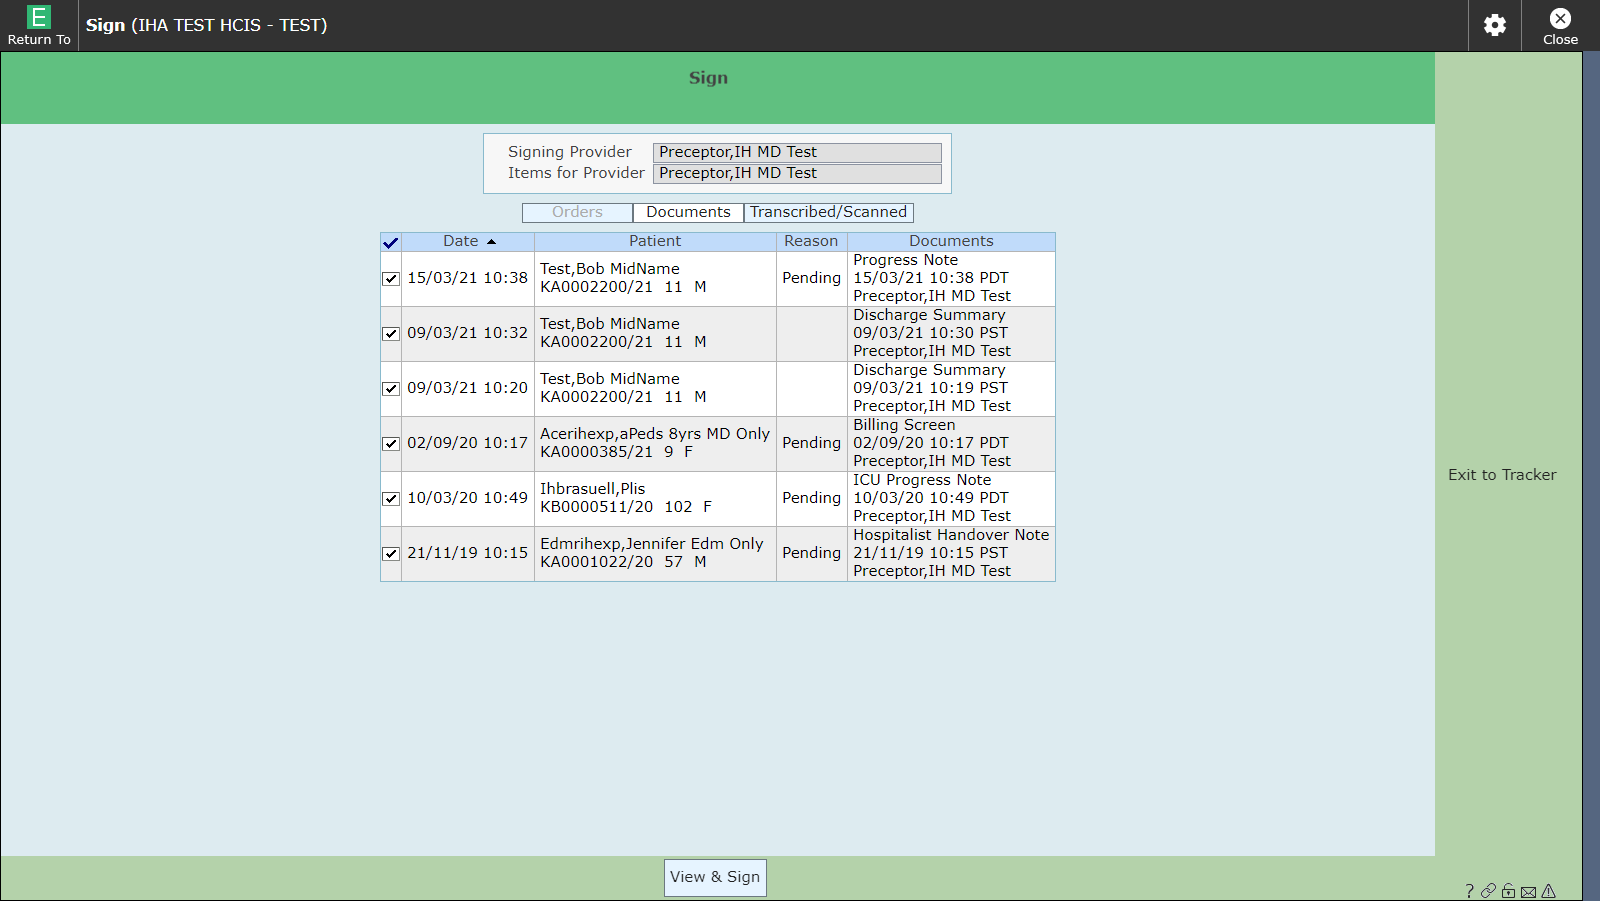 E
Return To
Sign (IHA TEST HCIS - TEST)
Close
Sign
Signing Provider Preceptor,IH MD Test
Items for Provider Preceptor,IH MD Test
Orders Documents Transcribed/Scanned
Date Patient Reason Documents
15/03/21 10:38
Test,Bob MidName
KA0002200/21 11 M
Pending
Progress Note
15/03/21 10:38 PDT
Preceptor,IH MD Test
09/03/21 10:32
Test,Bob MidName
KA0002200/21 11 M
Discharge Summary
09/03/21 10:30 PST
Preceptor,IH MD Test
09/03/21 10:20
Test,Bob MidName
KA0002200/21 11 M
Discharge Summary
09/03/21 10:19 PST
Preceptor,IH MD Test
02/09/20 10:17
Acerihexp,aPeds 8yrs MD Only
KA0000385/21 9 F
Pending
Billing Screen
02/09/20 10:17 PDT
Preceptor,IH MD Test
10/03/20 10:49
Ihbrasuell,Plis
KB0000511/20 102 F
Pending
ICU Progress Note
10/03/20 10:49 PDT
Preceptor,IH MD Test
21/11/19 10:15
Edmrihexp,Jennifer Edm Only
KA0001022/20 57 M
Pending
Hospitalist Handover Note
21/11/19 10:15 PST
Preceptor,IH MD Test
Exit to Tracker
View & Sign
?